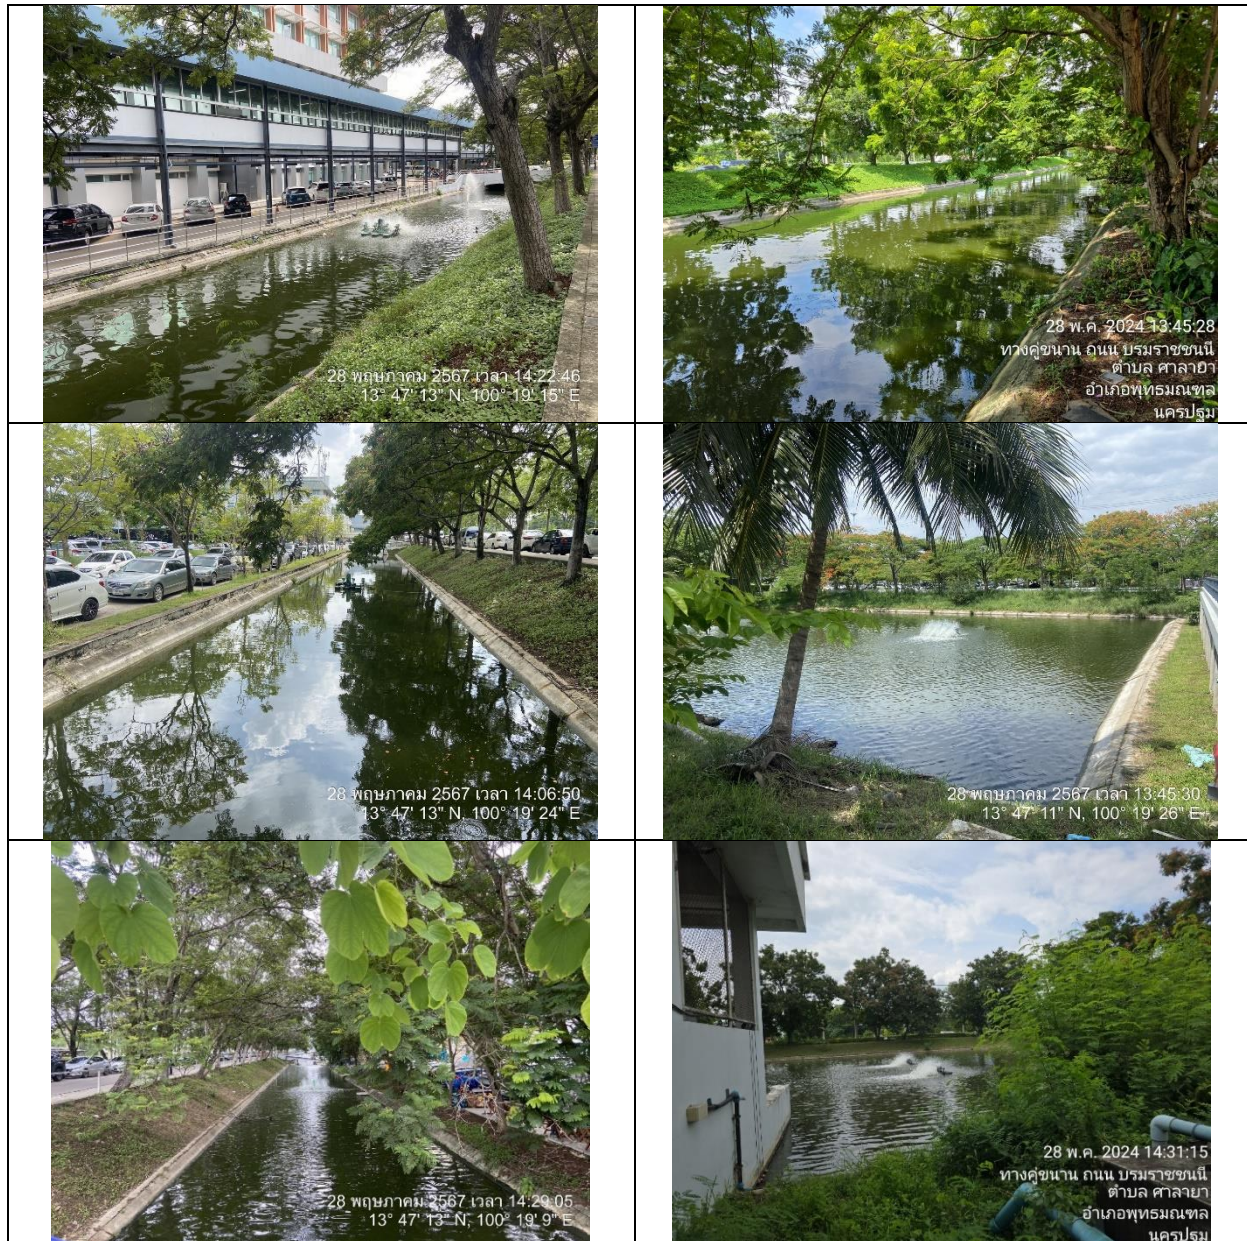 28 พฤษภาคม 2567 เวลา 14:22:46
13° 47' 13" N, 100° 19' 15" E
28 พ.ค. 2024 13:45:28
ทางคู่ขนาน ถนน บรมราชชนนี
ตำบล ศาลายา
อำเภอพุทธมณฑล
นครปฐม
28 พฤษภาคม 2567 เวลา 14:06:50
13° 47' 13" N, 100° 19' 24" E
28 พฤษภาคม 2567 เวลา 13:45:30
13° 47' 11" N, 100° 19' 26" E
28 พฤษภาคม 2567 เวลา 14:29:05
13° 47' 13" N, 100° 19' 9" E
28 พ.ค. 2024 14:31:15
ทางคู่ขนาน ถนน บรมราชชนนี
ตำบล ศาลายา
อำเภอพุทธมณฑล
นครปฐม